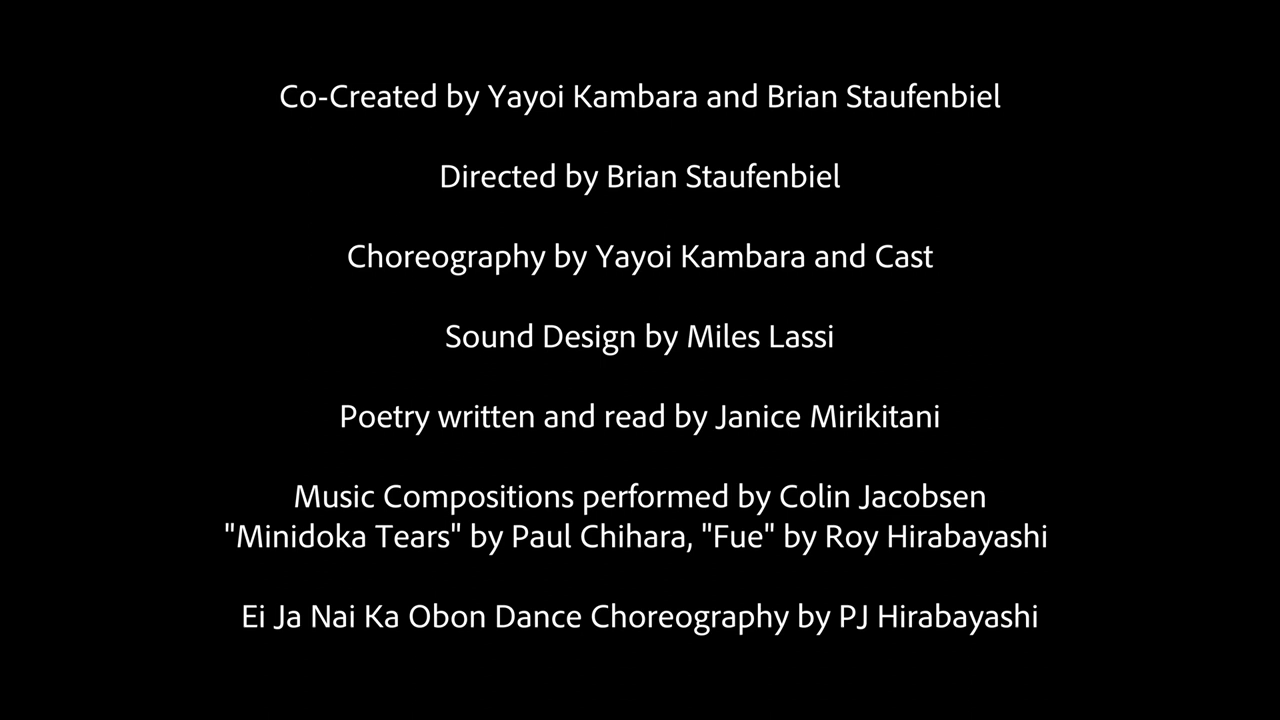 Co-Created by Yayoi Kambara and Brian Staufenbiel
Directed by Brian Staufenbiel
Choreography by Yayoi Kambara and Cast
Sound Design by Miles Lassi
Poetry written and read by Janice Mirikitani
Music Compositions performed by Colin Jacobsen
"Minidoka Tears" by Paul Chihara, "Fue" by Roy Hirabayashi
Ei Ja Nai Ka Obon Dance Choreography by PJ Hirabayashi